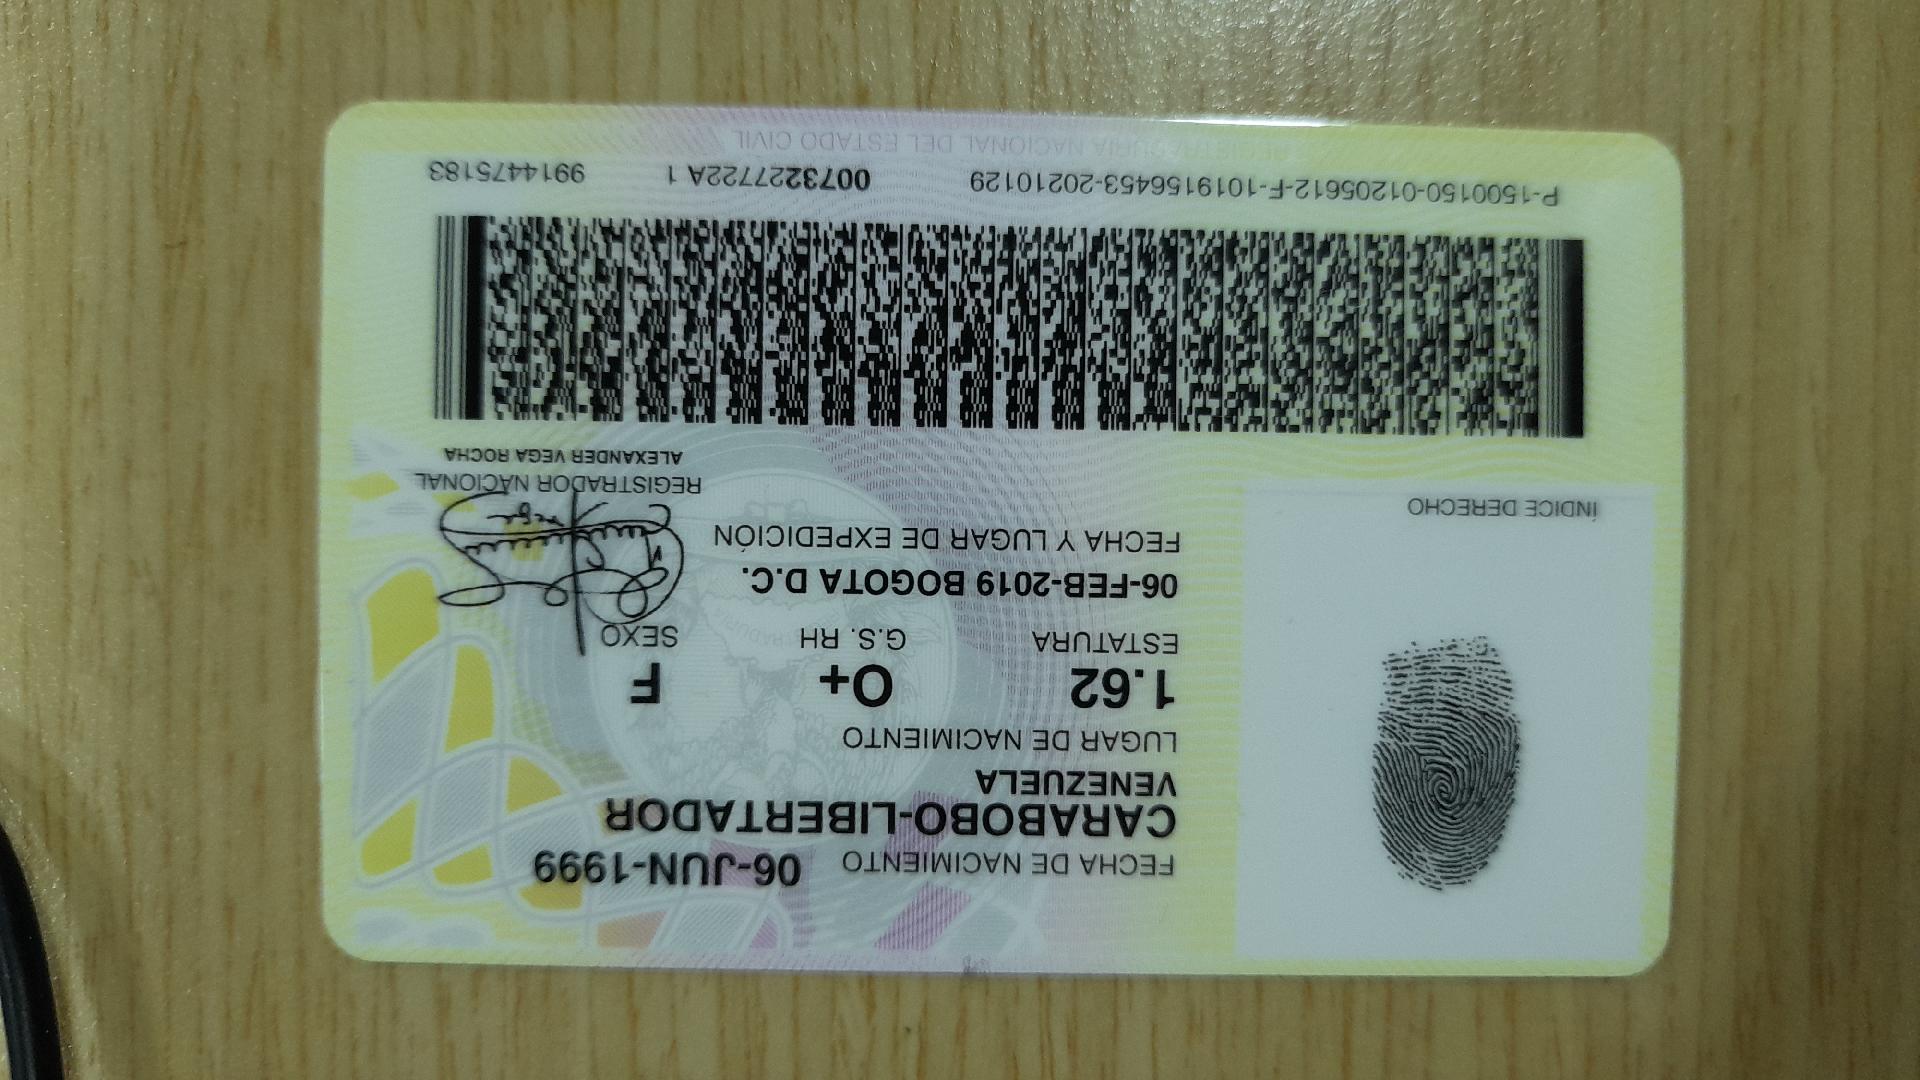 FECHA DE NACIMIENTO 06-JUN-1999
CARABOBO-LIBERTADOR
VENEZUELA
LUGAR DE NACIMIENTO
1.62 O+ F
ESTATURA G.S. RH SEXO
06-FEB-2019 BOGOTA D.C.
FECHA Y LUGAR DE EXPEDICIÓN
ÍNDICE DERECHO
REGISTRADOR NACIONAL
ALEXANDER VEGA ROCHA
P-1500150-01205612-F-1019156453-20210129 0073227722A 1 9914475183
REGISTRADURIA NACIONAL DEL ESTADO CIVIL